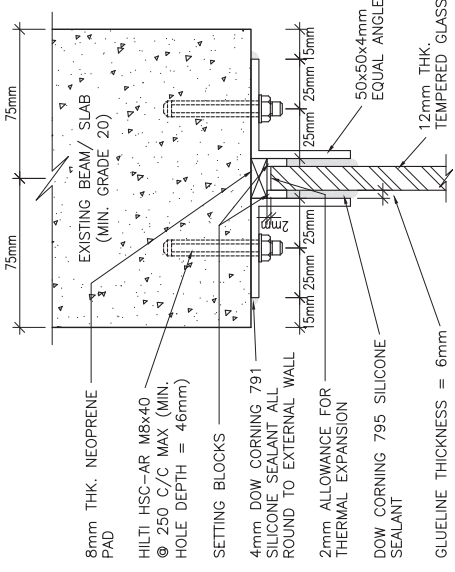 75mm
75mm
EXISTING BEAM/ SLAB
(MIN. GRADE 20)
8mm THK. NEOPRENE
PAD
HILTI HSC-AR M8x40
@ 250 C/C MAX (MIN.
HOLE DEPTH = 46mm)
SETTING BLOCKS
4mm DOW CORNING 791
SILICONE SEALANT ALL
ROUND TO EXTERNAL WALL
2mm ALLOWANCE FOR
THERMAL EXPANSION
DOW CORNING 795 SILICONE
SEALANT
GLUELINE THICKNESS = 6mm
15mm
25mm
25mm
2mm
25mm
25mm
15mm
50x50x4mm
EQUAL ANGLE
12mm THK.
TEMPERED GLASS